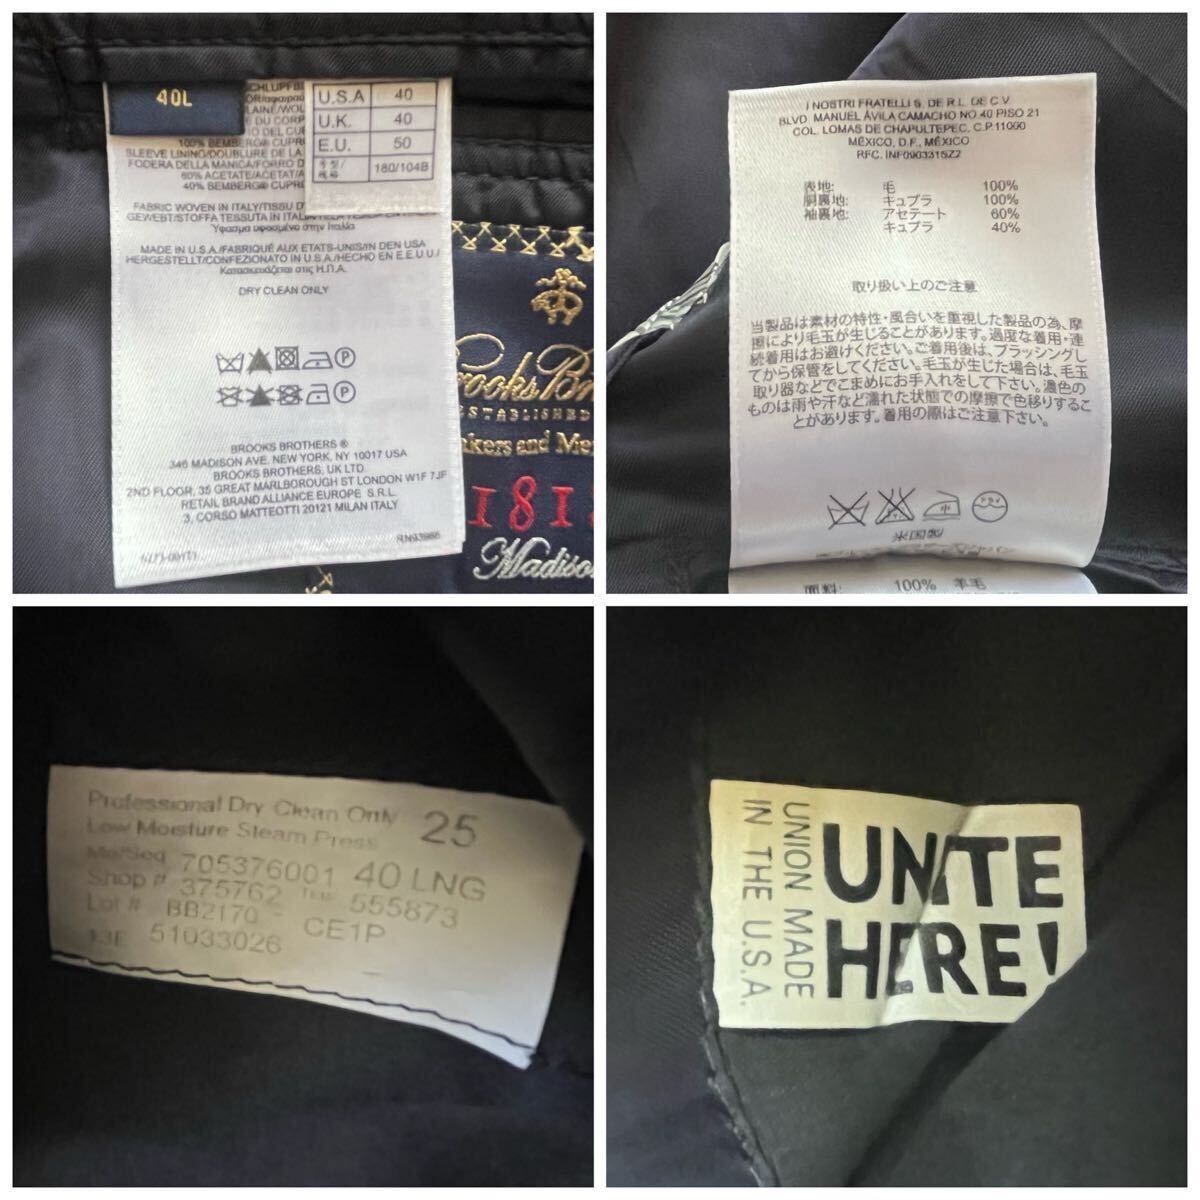 40L
U.S.A 40
U.K. 40
E.U. 50
180/104B
100% BEMBERG® CUPR
SLEEVE LINING/DOUBLURE DE LA
FODERA DELLA MANICA/FORRO D
60% ACETATE/ACETAT
40% BEMBERG® CUPRE
FABRIC WOVEN IN ITALY/TISSU D
GEWEBT/STOFFA TESSUTA IN ITALIA
Ύφασμα υφασμένο στην Ιταλία
MADE IN U.S.A./FABRIQUÉ AUX ETATS-UNIS/IN DEN USA
HERGESTELLT/CONFEZIONATO IN U.S.A./HECHO EN E.E.U.U./
Κατασκευάζεται στις Η.Π.Α.
DRY CLEAN ONLY
BROOKS BROTHERS ®
346 MADISON AVE, NEW YORK, NY 10017 USA
BROOKS BROTHERS, UK LTD.
2ND FLOOR, 35 GREAT MARLBOROUGH ST LONDON W1F 7JF
RETAIL BRAND ALLIANCE EUROPE S.R.L.
3, CORSO MATTEOTTI 20121 MILAN ITALY
Brooks Br
ESTABLISHED
akers and Me
181
Madiso
I NOSTRI FRATELLI S. DE R.L. DE C.V.
BLVD. MANUEL ÁVILA CAMACHO NO.40 PISO 21
COL. LOMAS DE CHAPULTEPEC, C.P.11000
MÉXICO, D.F., MÉXICO
RFC. INF0903315Z2
表地: 毛 100%
胴裏地: キュプラ 100%
袖裏地: アセテート 60%
キュプラ 40%
取り扱い上のご注意
当製品は素材の特性・風合いを重視した製品の為、摩
擦により毛玉が生じることがあります。過度な着用・連
続着用はお避けください。ご着用後は、ブラッシングし
てから保管をしてください。毛玉が生じた場合は、毛玉
取り器などでこまめにお手入れをして下さい。濃色の
ものは雨や汗など濡れた状態での摩擦で色移りするこ
とがあります。着用の際はご注意下さい。
米国製
面料: 100% 羊毛
Professional Dry Clean Only 25
Low Moisture Steam Press
705376001 40 LNG
Shop # 375762 555873
Lot # BB2170 CE1P
51033026
UNION MADE
IN THE U.S.A.
UNITE
HERE!